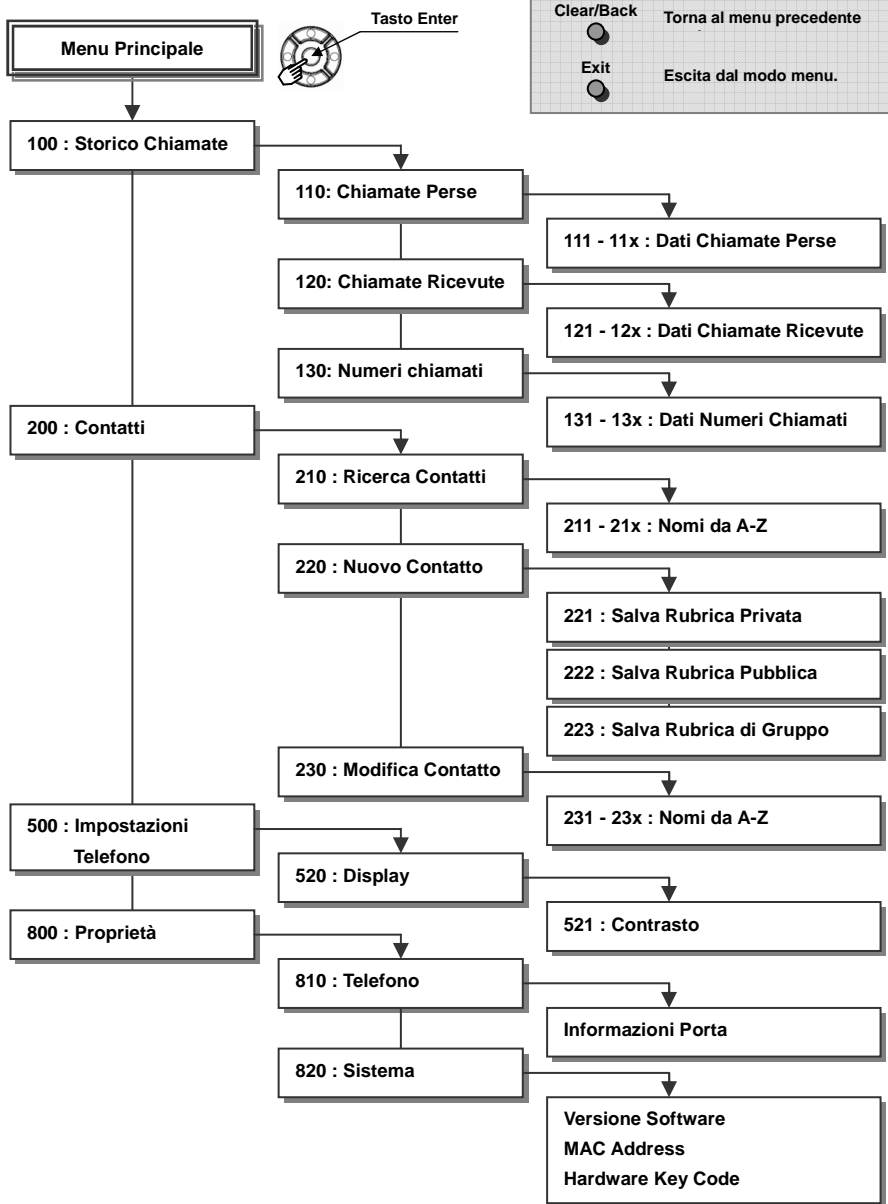 Menu Principale
Tasto Enter
Clear/Back
Torna al menu precedente
Exit
Escita dal modo menu.
100 : Storico Chiamate
110: Chiamate Perse
111 - 11x : Dati Chiamate Perse
120: Chiamate Ricevute
121 - 12x : Dati Chiamate Ricevute
130: Numeri chiamati
131 - 13x : Dati Numeri Chiamati
200 : Contatti
210 : Ricerca Contatti
211 - 21x : Nomi da A-Z
220 : Nuovo Contatto
221 : Salva Rubrica Privata
222 : Salva Rubrica Pubblica
223 : Salva Rubrica di Gruppo
230 : Modifica Contatto
231 - 23x : Nomi da A-Z
500 : Impostazioni
Telefono
520 : Display
521 : Contrasto
800 : Proprietà
810 : Telefono
Informazioni Porta
820 : Sistema
Versione Software
MAC Address
Hardware Key Code